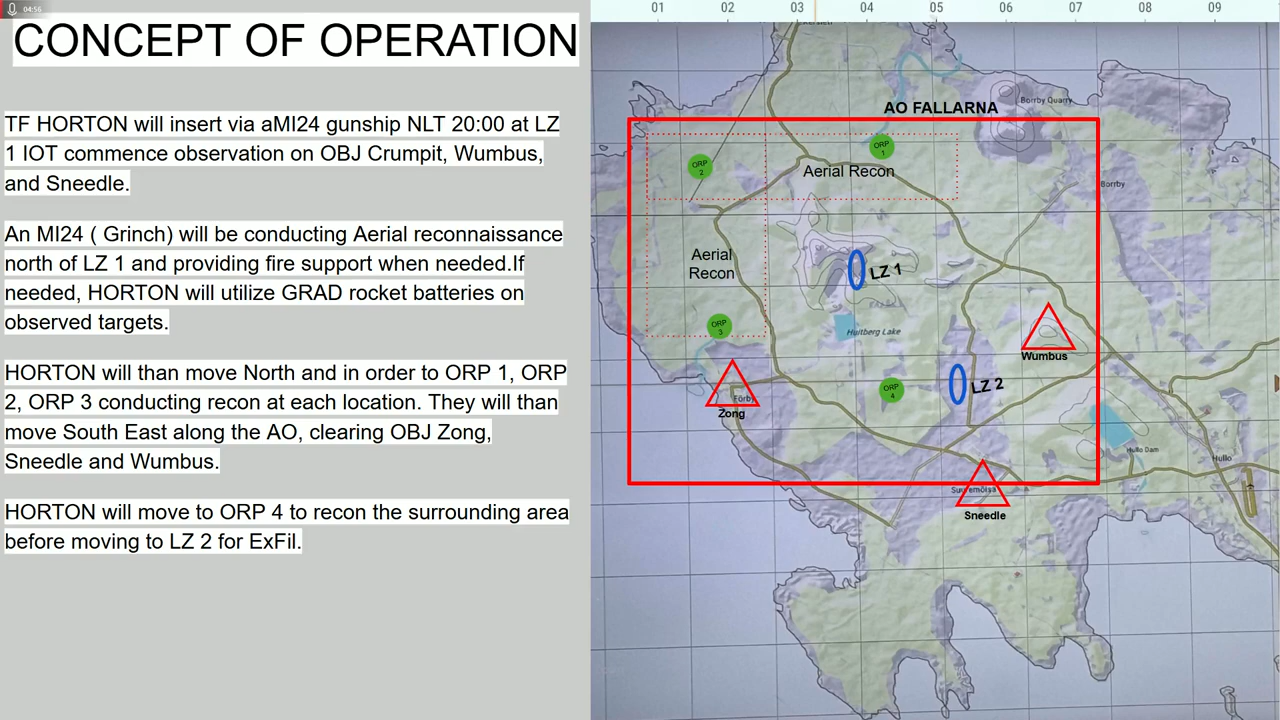 04:56
CONCEPT OF OPERATION
TF HORTON will insert via aMI24 gunship NLT 20:00 at LZ
1 IOT commence observation on OBJ Crumpit, Wumbus,
and Sneedle.
An MI24 ( Grinch) will be conducting Aerial reconnaissance
north of LZ 1 and providing fire support when needed.If
needed, HORTON will utilize GRAD rocket batteries on
observed targets.
HORTON will than move North and in order to ORP 1, ORP
2, ORP 3 conducting recon at each location. They will than
move South East along the AO, clearing OBJ Zong,
Sneedle and Wumbus.
HORTON will move to ORP 4 to recon the surrounding area
before moving to LZ 2 for ExFil.
01 02 03 04 05 06 07 08 09
Borrby Quarry
AO FALLARNA
ORP
1
ORP
2
Aerial Recon
Borrby
Aerial
Recon
LZ 1
ORP
3
Hultberg Lake
Wumbus
LZ 2
ORP
4
Förby
Zong
Hullo Dam
Hullo
Suuremõisa
Sneedle